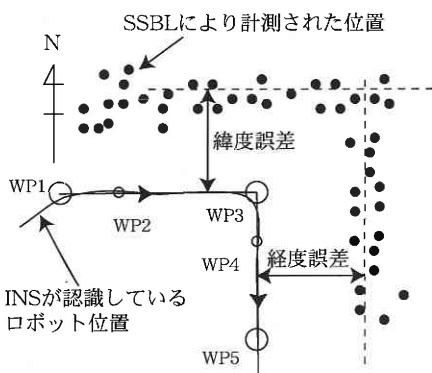 SSBLにより計測された位置
N
緯度誤差
WP1
WP2
WP3
WP4
経度誤差
INSが認識している
ロボット位置
WP5